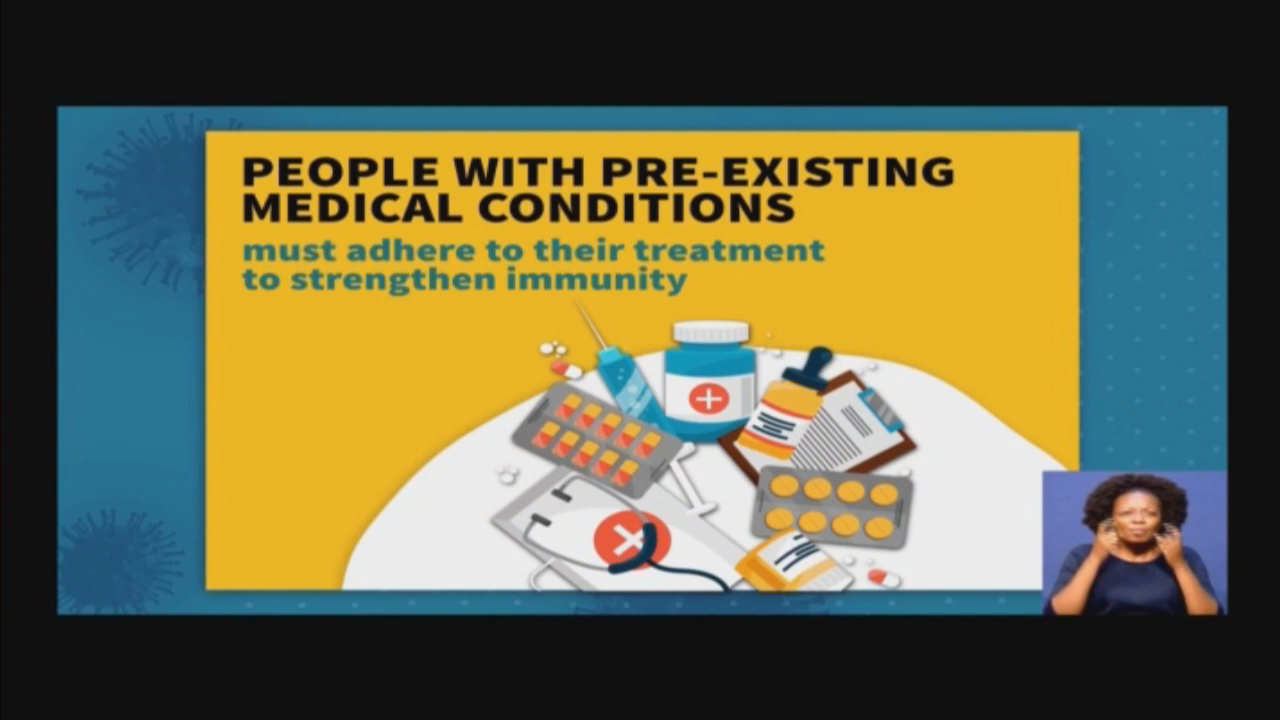 PEOPLE WITH PRE-EXISTING
MEDICAL CONDITIONS
must adhere to their treatment
to strengthen immunity